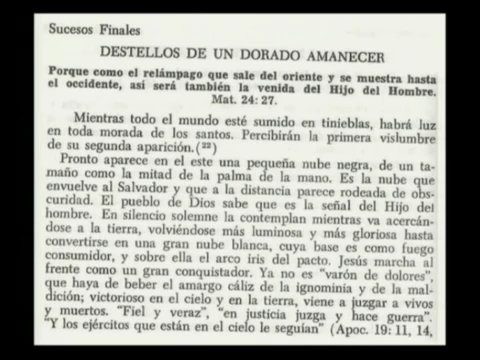 Sucesos Finales
DESTELLOS DE UN DORADO AMANECER
Porque como el relámpago que sale del oriente y se muestra hasta
el occidente, así será también la venida del Hijo del Hombre.
Mat. 24: 27.
Mientras todo el mundo esté sumido en tinieblas, habrá luz
en toda morada de los santos. Percibirán la primera vislumbre
de su segunda aparición.(²²)
Pronto aparece en el este una pequeña nube negra, de un ta-
maño como la mitad de la palma de la mano. Es la nube que
envuelve al Salvador y que a la distancia parece rodeada de obs-
curidad. El pueblo de Dios sabe que es la señal del Hijo del
hombre. En silencio solemne la contemplan mientras va acercán-
dose a la tierra, volviéndose más luminosa y más gloriosa hasta
convertirse en una gran nube blanca, cuya base es como fuego
consumidor, y sobre ella el arco iris del pacto. Jesús marcha al
frente como un gran conquistador. Ya no es "varón de dolores",
que haya de beber el amargo cáliz de la ignominia y de la mal-
dición; victorioso en el cielo y en la tierra, viene a juzgar a vivos
y muertos. "Fiel y veraz", "en justicia juzga y hace guerra".
"Y los ejércitos que están en el cielo le seguían" (Apoc. 19: 11, 14,